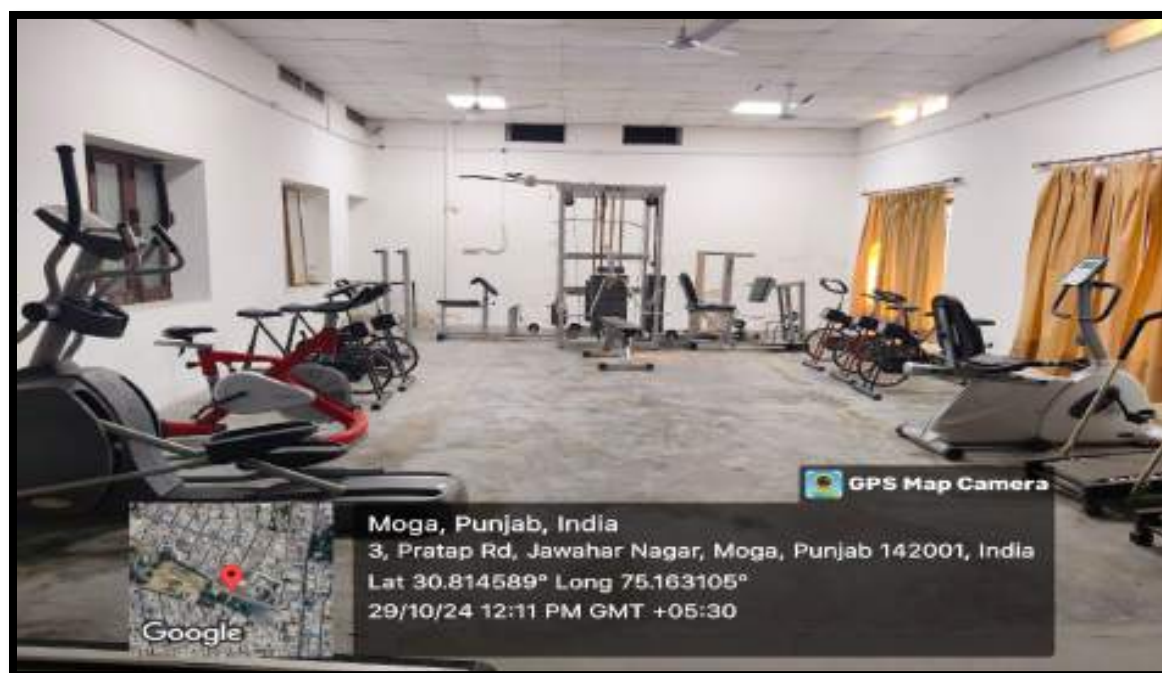 GPS Map Camera
Moga, Punjab, India
3, Pratap Rd, Jawahar Nagar, Moga, Punjab 142001, India
Lat 30.814589° Long 75.163105°
29/10/24 12:11 PM GMT +05:30
Google